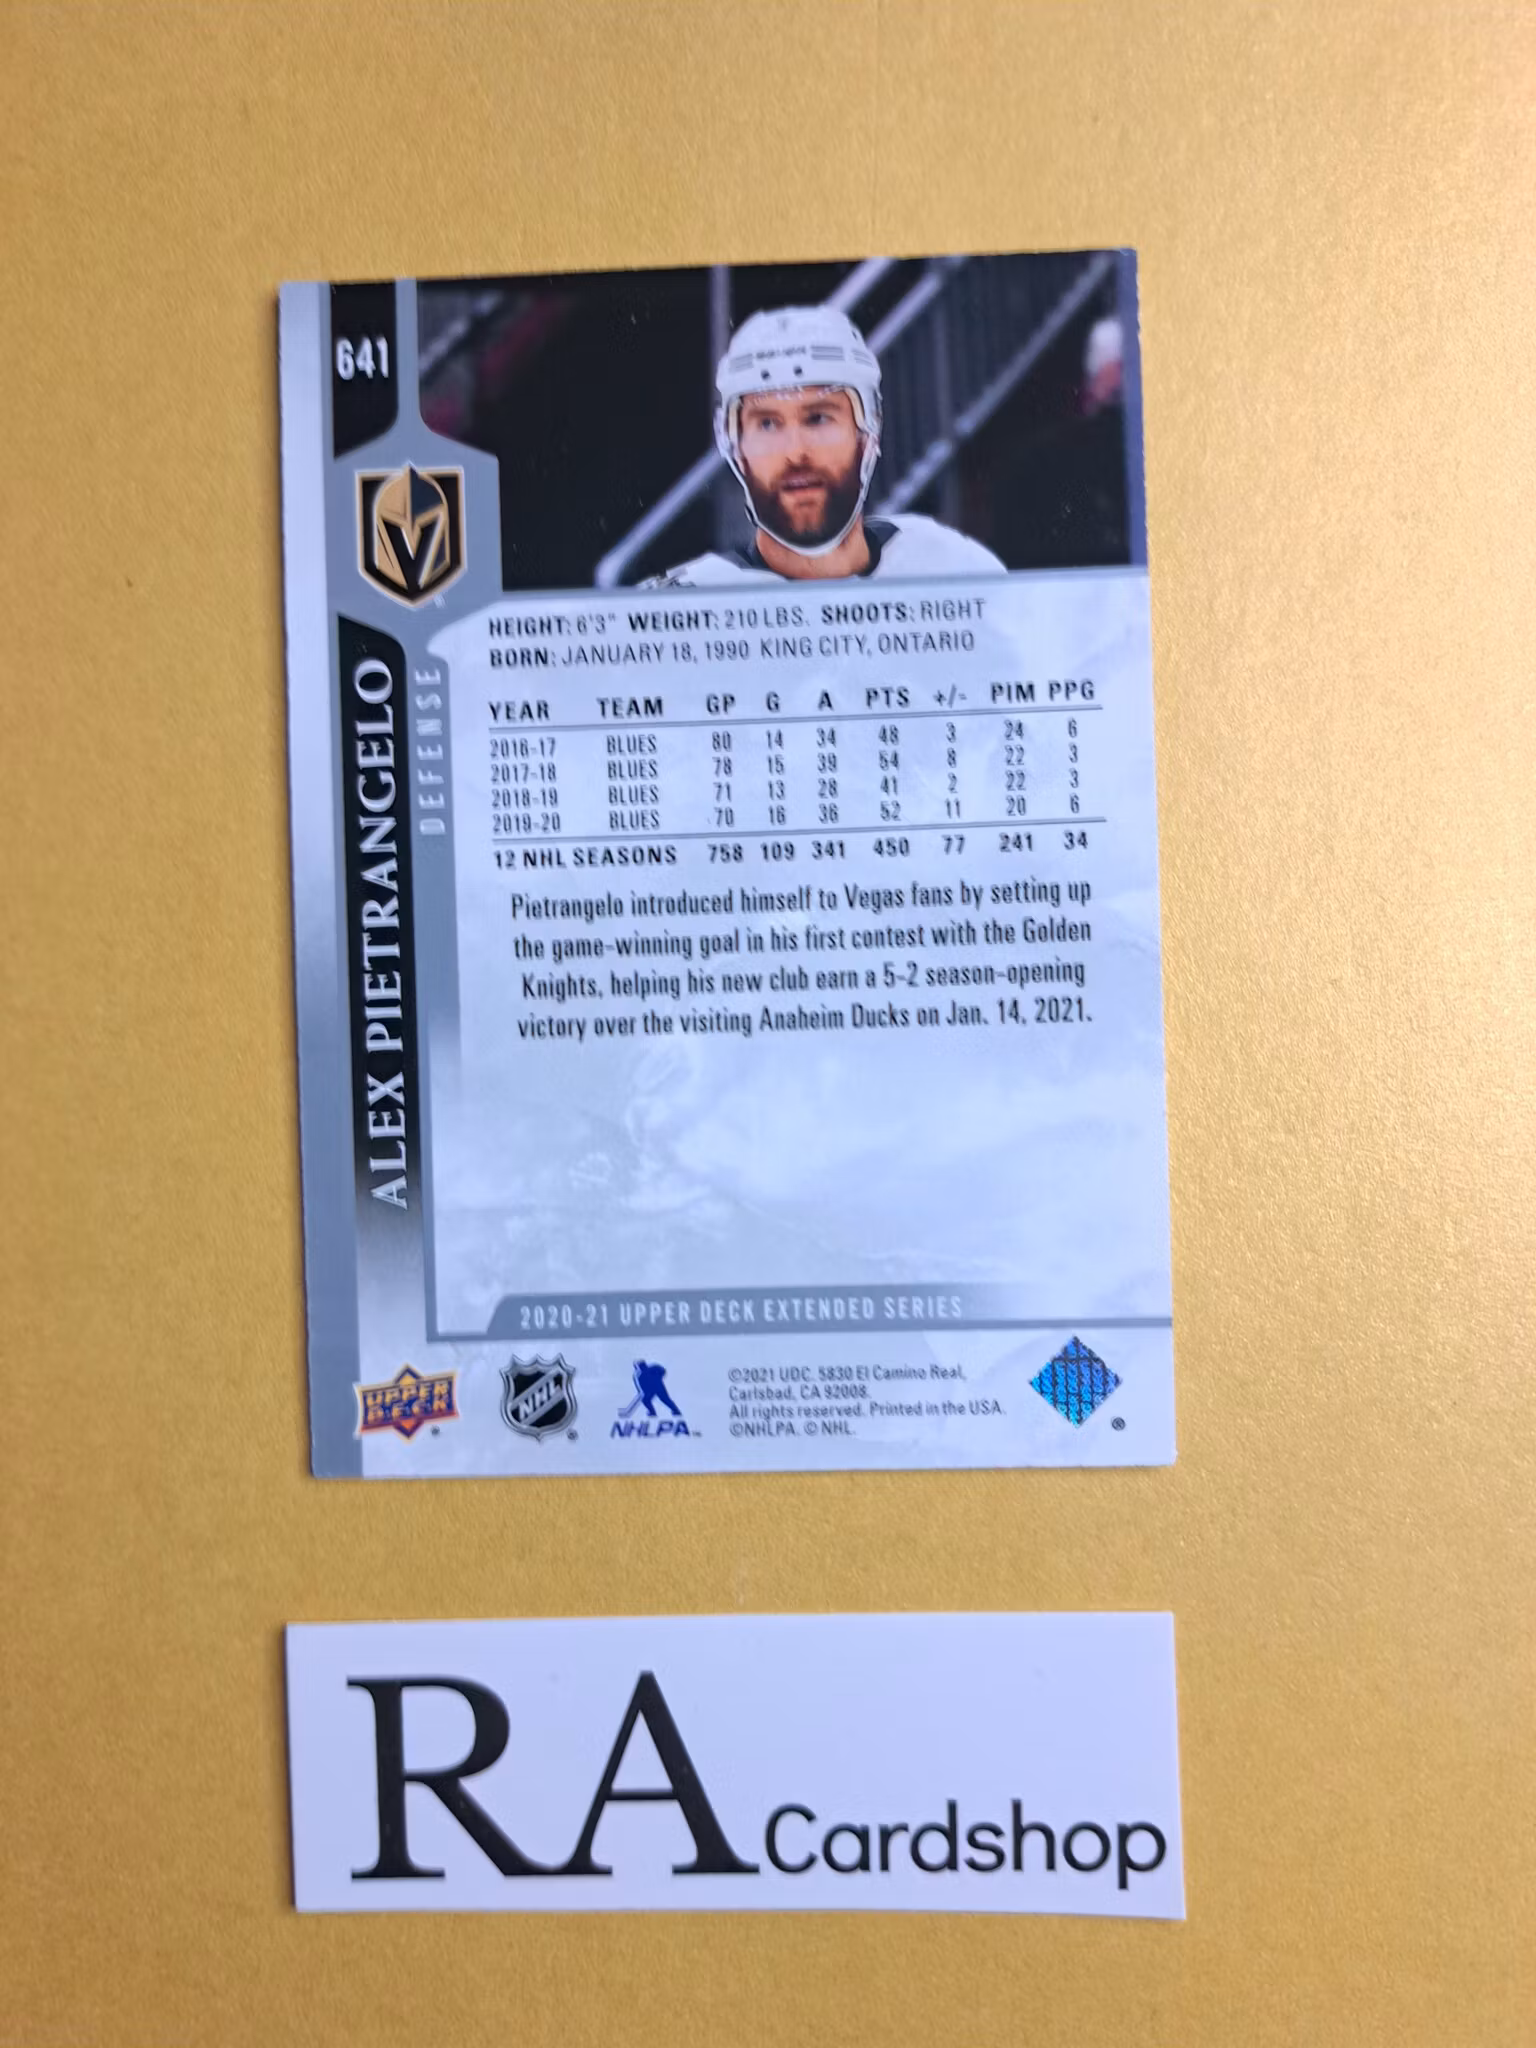 641
ALEX PIETRANGELO
DEFENSE
HEIGHT: 6'3" WEIGHT: 210 LBS. SHOOTS: RIGHT
BORN: JANUARY 18, 1990 KING CITY, ONTARIO
YEAR TEAM GP G A PTS +/- PIM PPG
2016-17 BLUES 80 14 34 48 3 24 6
2017-18 BLUES 78 15 39 54 8 22 3
2018-19 BLUES 71 13 28 41 2 22 3
2019-20 BLUES 70 16 36 52 11 20 6
12 NHL SEASONS 758 109 341 450 77 241 34
Pietrangelo introduced himself to Vegas fans by setting up
the game-winning goal in his first contest with the Golden
Knights, helping his new club earn a 5-2 season-opening
victory over the visiting Anaheim Ducks on Jan. 14, 2021.
2020-21 UPPER DECK EXTENDED SERIES
UPPER
DECK
NHL
NHLPA
©2021 UDC. 5830 El Camino Real,
Carlsbad, CA 92008.
All rights reserved. Printed in the USA.
©NHLPA. © NHL.
RA Cardshop